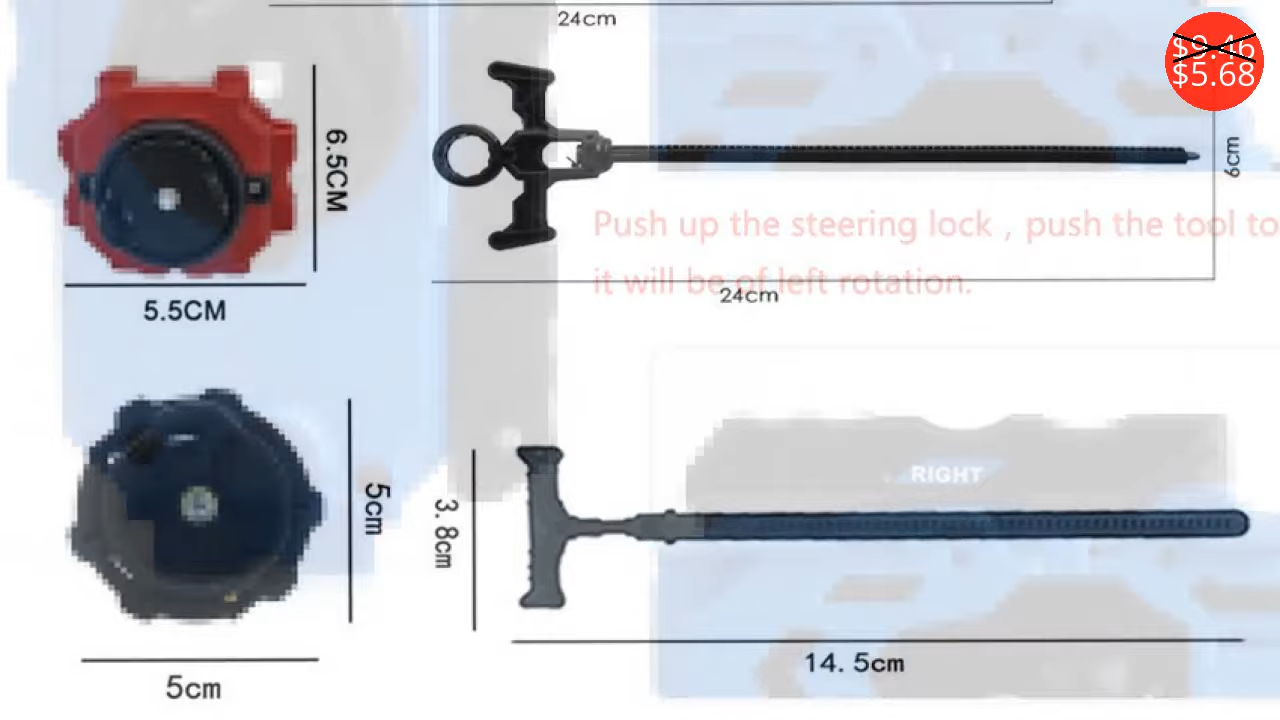 24cm
$9.46
$5.68
6.5CM
6cm
Push up the steering lock , push the tool to
it will be of left rotation.
24cm
5.5CM
RIGHT
5cm
3.8cm
14.5cm
5cm